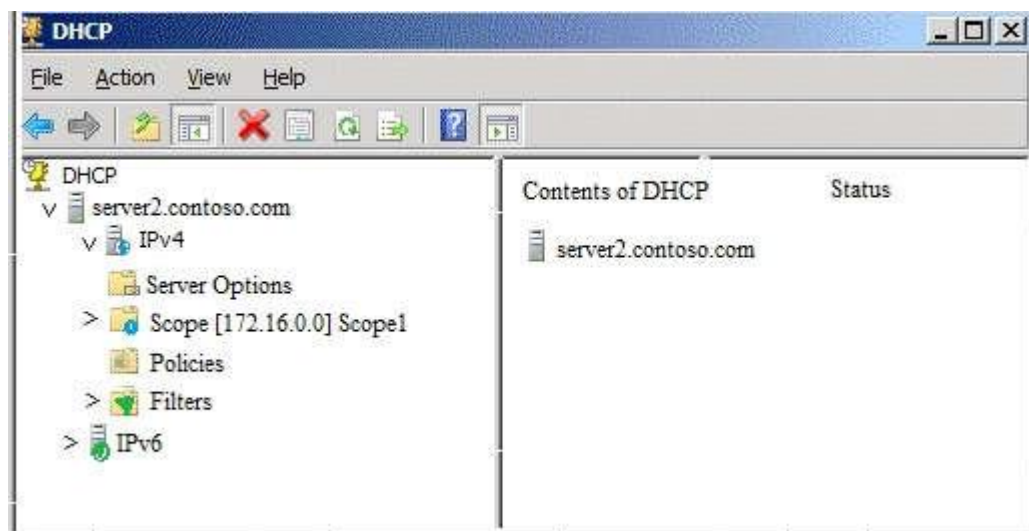 DHCP
File Action View Help
DHCP
server2.contoso.com
IPv4
Server Options
Scope [172.16.0.0] Scope1
Policies
Filters
IPv6
Contents of DHCP Status
server2.contoso.com